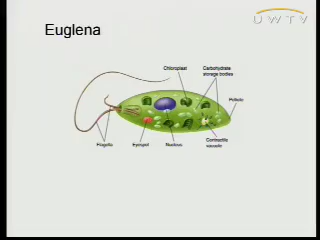 UWTV
Euglena
Chloroplast
Carbohydrate
storage bodies
Pellicle
Flagella
Eyespot
Nucleus
Contractile
vacuole